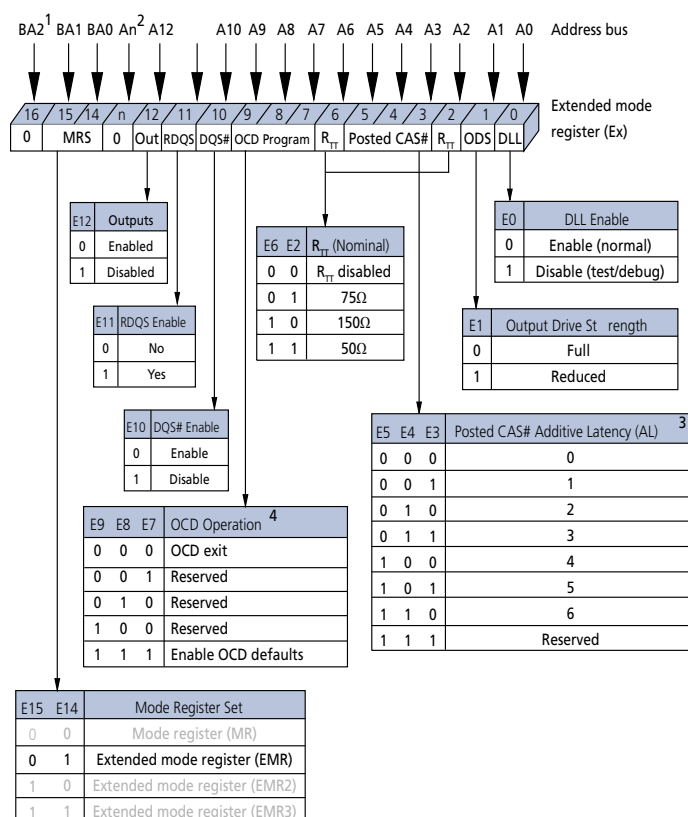 BA2 1 BA1 BA0 An 2 A12 A10 A9 A8 A7 A6 A5 A4 A3 A2 A1 A0 Address bus
16 15 14 n 12 11 10 9 8 7 6 5 4 3 2 1 0 Extended mode
0 MRS 0 Out RDQS DQS# OCD Program RTT Posted CAS# RTT ODS DLL register (Ex)
E12 Outputs
0 Enabled
1 Disabled
E0 DLL Enable
0 Enable (normal)
1 Disable (test/debug)
E6 E2 RTT (Nominal)
0 0 RTT disabled
0 1 75Ω
1 0 150Ω
1 1 50Ω
E11 RDQS Enable
0 No
1 Yes
E1 Output Drive St rength
0 Full
1 Reduced
E10 DQS# Enable
0 Enable
1 Disable
E5 E4 E3 Posted CAS# Additive Latency (AL) 3
0 0 0 0
0 0 1 1
0 1 0 2
0 1 1 3
1 0 0 4
1 0 1 5
1 1 0 6
1 1 1 Reserved
E9 E8 E7 OCD Operation 4
0 0 0 OCD exit
0 0 1 Reserved
0 1 0 Reserved
1 0 0 Reserved
1 1 1 Enable OCD defaults
E15 E14 Mode Register Set
0 0 Mode register (MR)
0 1 Extended mode register (EMR)
1 0 Extended mode register (EMR2)
1 1 Extended mode register (EMR3)